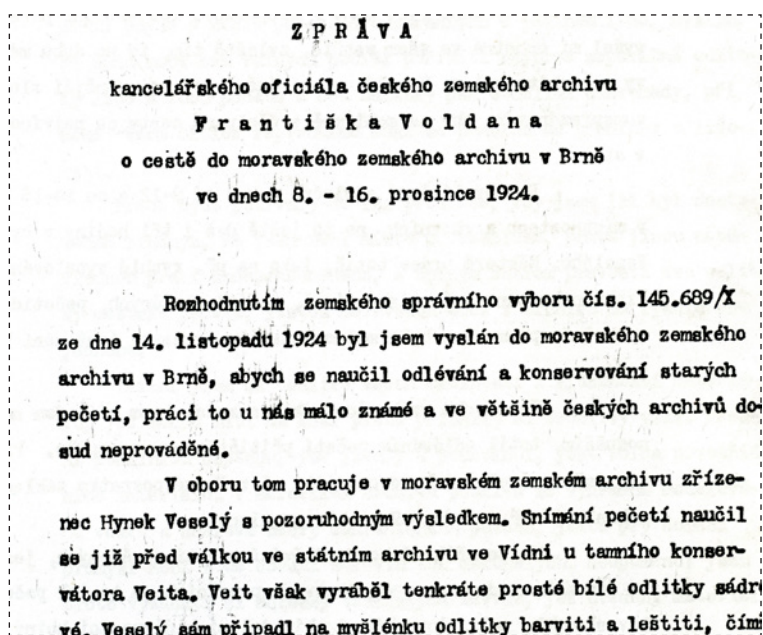 ZPRÁVA
kancelářského oficiála českého zemského archivu
Františka Voldana
o cestě do moravského zemského archivu v Brně
ve dnech 8. - 16. prosince 1924.
Rozhodnutím zemského správního výboru čís. 145.689/X
ze dne 14. listopadu 1924 byl jsem vyslán do moravského zemského
archivu v Brně, abych se naučil odlévání a konservování starých
pečetí, práci to u nás málo známé a ve většině českých archivů do-
sud neprováděné.
V oboru tom pracuje v moravském zemském archivu zříze-
nec Hynek Veselý s pozoruhodným výsledkem. Snímání pečetí naučil
se již před válkou ve státním archivu ve Vídni u tamního konser-
vátora Veita. Veit však vyráběl tenkráte prosté bílé odlitky sádro
vé. Veselý sám připadl na myšlénku odlitky barviti a leštiti, čím